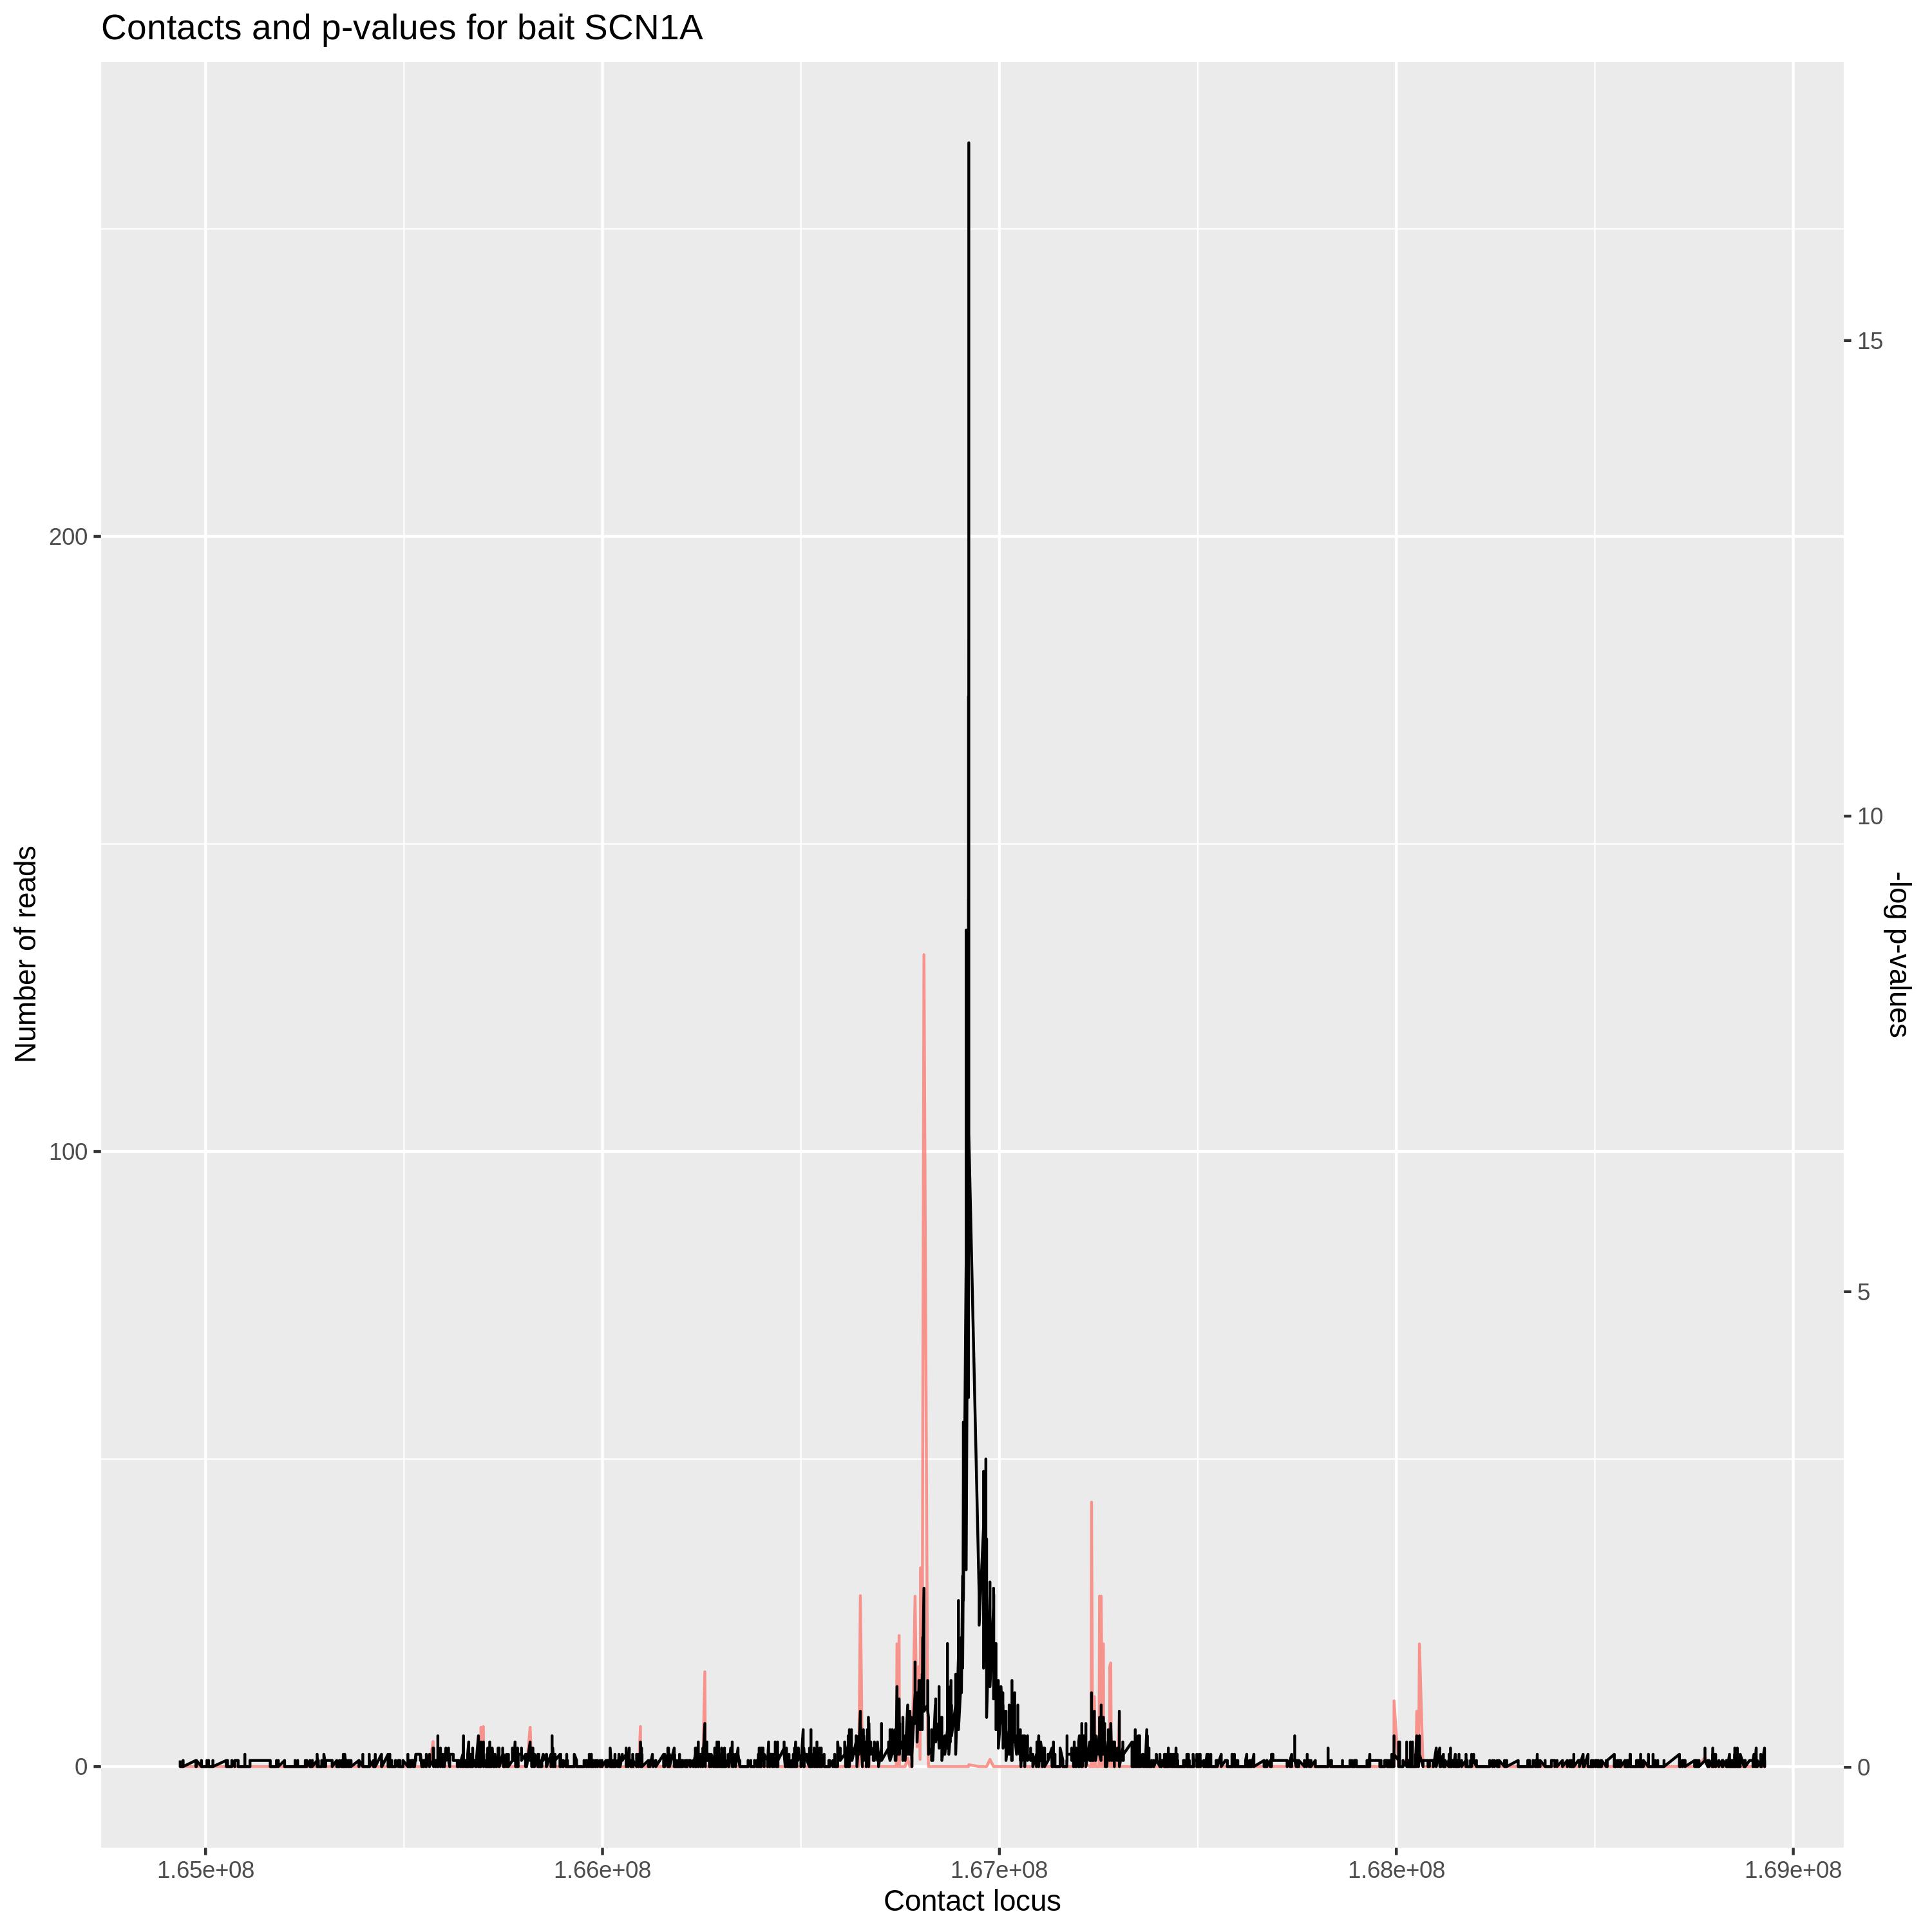 Contacts and p-values for bait SCN1A
Number of reads
200
100
0
15
10
5
0
-log p-values
1.65e+08
1.66e+08
1.67e+08
1.68e+08
1.69e+08
Contact locus